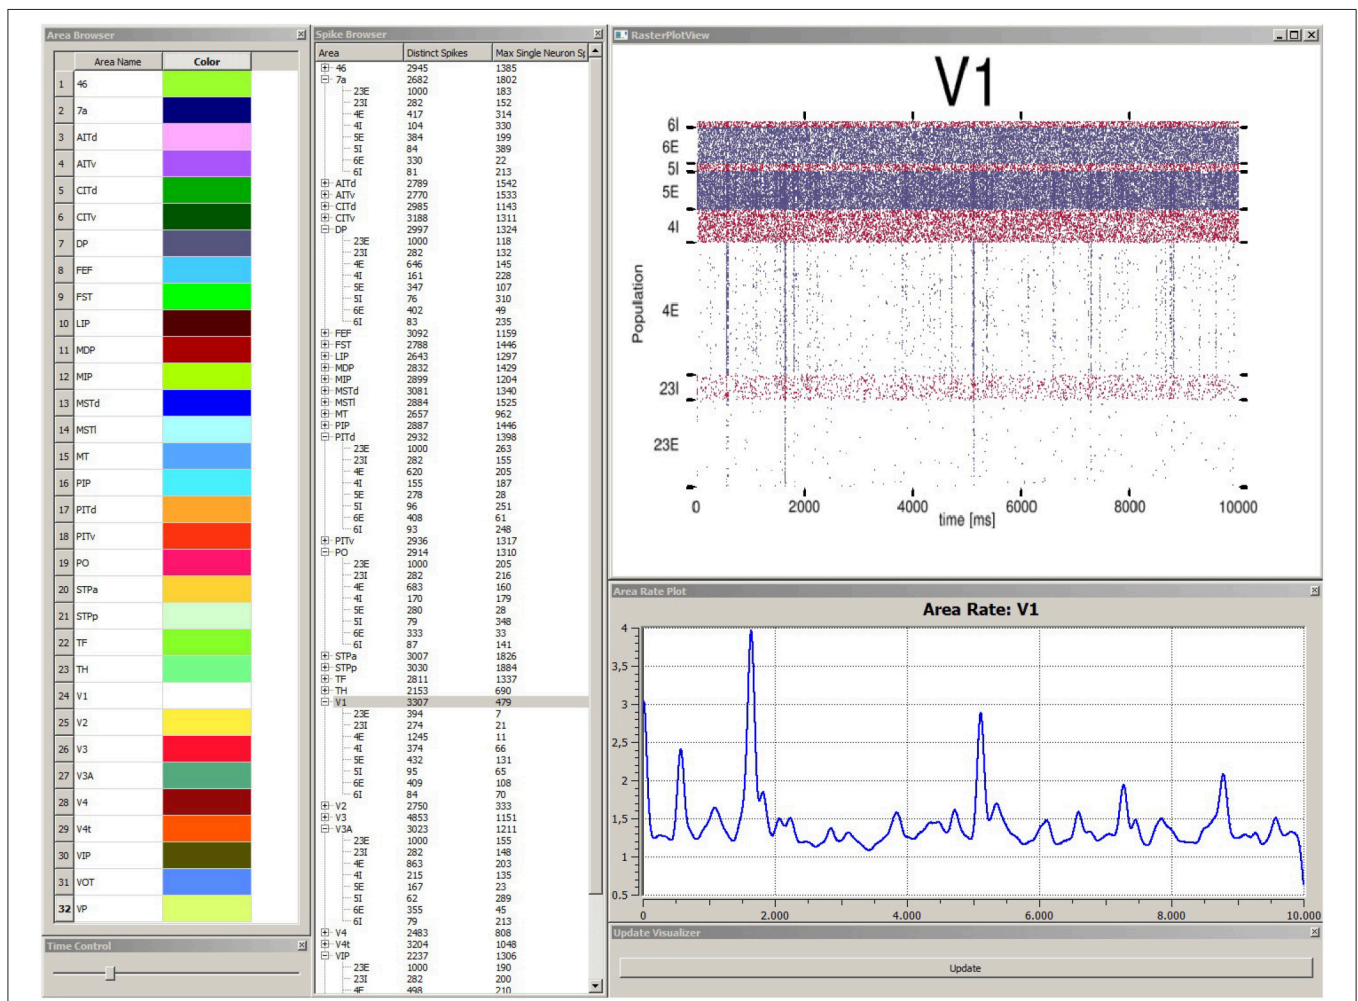 Area Browser
Area Name Color
1 46
2 7a
3 AITd
4 AITv
5 CITd
6 CITv
7 DP
8 FEF
9 FST
10 LIP
11 MDP
12 MIP
13 MSTd
14 MSTl
15 MT
16 PIP
17 PITd
18 PITv
19 PO
20 STPa
21 STPp
22 TF
23 TH
24 V1
25 V2
26 V3
27 V3A
28 V4
29 V4t
30 VIP
31 VOT
32 VP
Time Control
Spike Browser
Area Distinct Spikes Max Single Neuron Sp
46 2945 1385
7a 2682 1802
23E 1000 183
23I 282 152
4E 417 314
4I 104 330
5E 384 199
5I 84 389
6E 330 22
6I 81 213
AITd 2789 1542
AITv 2770 1533
CITd 2985 1143
CITv 3188 1311
DP 2997 1324
23E 1000 118
23I 282 132
4E 646 145
4I 161 228
5E 347 107
5I 76 310
6E 402 49
6I 83 235
FEF 3092 1159
FST 2788 1446
LIP 2643 1297
MDP 2832 1429
MIP 2899 1204
MSTd 3081 1340
MSTl 2884 1525
MT 2657 962
PIP 2887 1446
PITd 2932 1398
23E 1000 263
23I 282 155
4E 620 205
4I 155 187
5E 278 28
5I 96 251
6E 408 61
6I 93 248
PITv 2936 1317
PO 2914 1310
23E 1000 205
23I 282 216
4E 683 160
4I 170 179
5E 280 28
5I 79 348
6E 333 33
6I 87 141
STPa 3007 1826
STPp 3030 1884
TF 2811 1337
TH 2153 690
V1 3307 479
23E 394 7
23I 274 21
4E 1245 11
4I 374 66
5E 432 131
5I 95 65
6E 409 108
6I 84 70
V2 2750 333
V3 4853 1151
V3A 3023 1211
23E 1000 155
23I 282 148
4E 863 203
4I 215 135
5E 167 23
5I 62 289
6E 355 45
6I 79 213
V4 2483 808
V4t 3204 1048
VIP 2237 1306
23E 1000 190
23I 282 200
4E 498 210
RasterPlotView
V1
6I
6E
5I
5E
4I
4E
23I
23E
Population
0 2000 4000 6000 8000 10000
time [ms]
Area Rate Plot
Area Rate: V1
4
3,5
3
2,5
2
1,5
1
0.5
0 2.000 4.000 6.000 8.000 10.000
Update Visualizer
Update